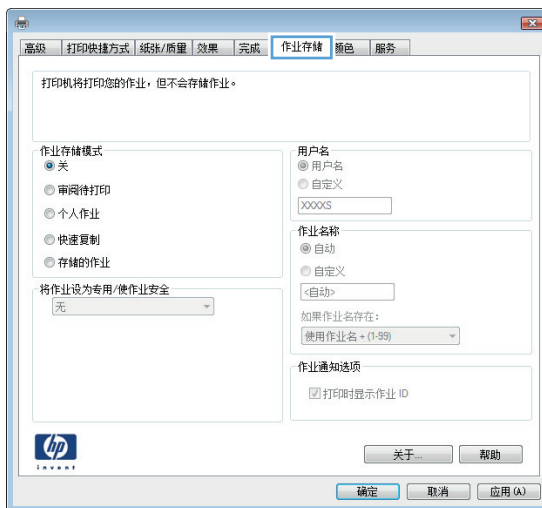 高级 打印快捷方式 纸张/质量 效果 完成 作业存储 颜色 服务
打印机将打印您的作业，但不会存储作业。
作业存储模式
关
审阅待打印
个人作业
快速复制
存储的作业
将作业设为专用/使作业安全
无
用户名
用户名
自定义
XXXXS
作业名称
自动
自定义
<自动>
如果作业名存在：
使用作业名 + (1-99)
作业通知选项
打印时显示作业 ID
hp
invent
关于...
帮助
确定
取消
应用 (A)